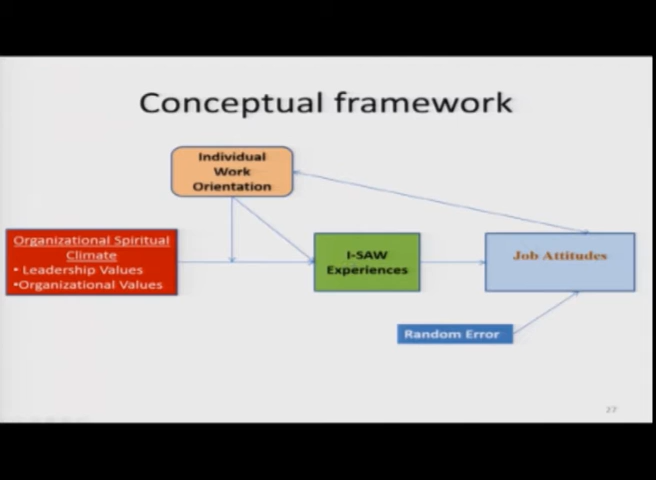 Conceptual framework
Individual
Work
Orientation
Organizational Spiritual
Climate
• Leadership Values
•Organizational Values
I-SAW
Experiences
Job Attitudes
Random Error
27